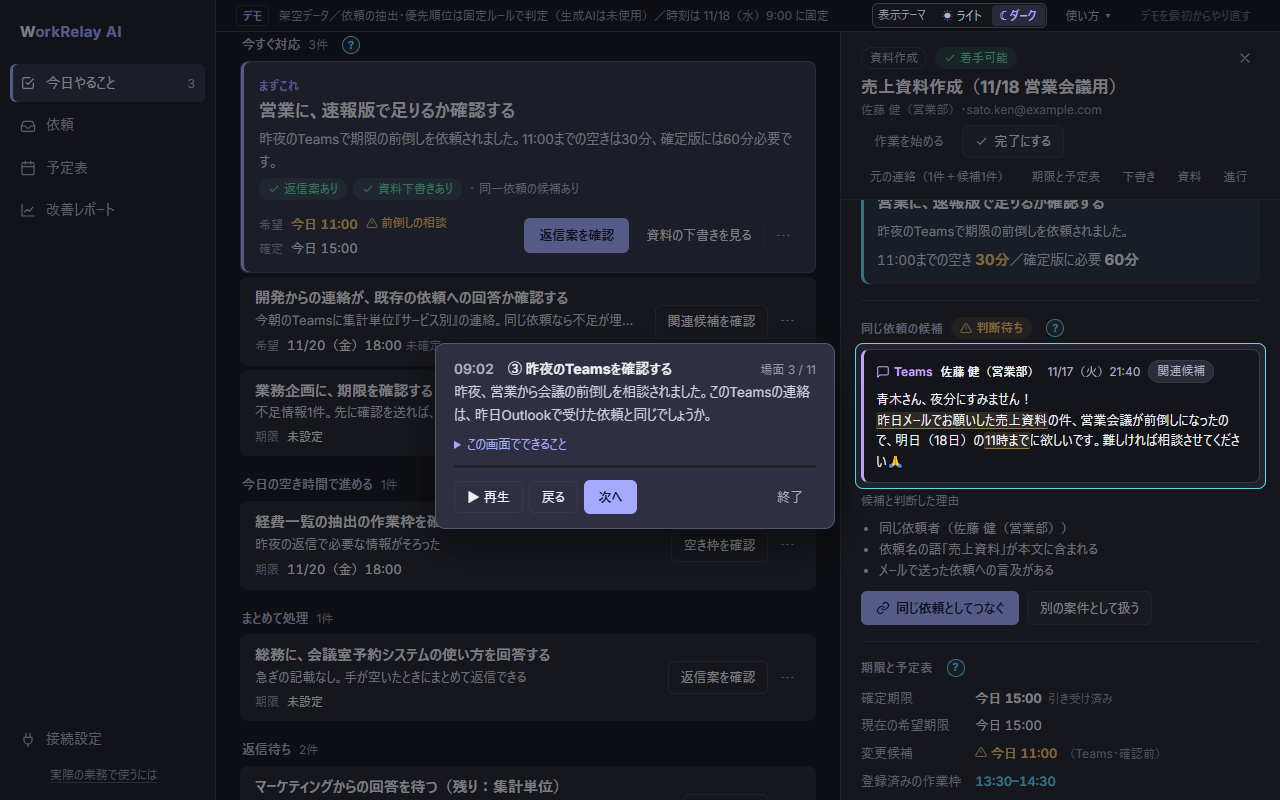 WorkRelay AI
今日やること 3
依頼
予定表
改善レポート
接続設定
実際の業務で使うには
デモ 架空データ／依頼の抽出・優先順位は固定ルールで判定（生成AIは未使用）／時刻は 11/18（水）9:00 に固定
表示テーマ ライト ダーク 使い方 ▾ デモを最初からやり直す
今すぐ対応 3件 ?
まずこれ
営業に、速報版で足りるか確認する
昨夜のTeamsで期限の前倒しを依頼されました。11:00までの空きは30分、確定版には60分必要で
す。
✓ 返信案あり ✓ 資料下書きあり ・同一依頼の候補あり
希望 今日 11:00 ⚠ 前倒しの相談
確定 今日 15:00
返信案を確認 資料の下書きを見る …
開発からの連絡が、既存の依頼への回答か確認する
今朝のTeamsに集計単位『サービス別』の連絡。同じ依頼なら不足が埋…
希望 11/20（金）18:00 未確定
関連候補を確認 …
業務企画に、期限を確認する
不足情報1件。先に確認を送れば、
期限 未設定
今日の空き時間で進める 1件
経費一覧の抽出の作業枠を確
昨夜の返信で必要な情報がそろった
期限 11/20（金）18:00
空き枠を確認 …
まとめて処理 1件
総務に、会議室予約システムの使い方を回答する
急ぎの記載なし。手が空いたときにまとめて返信できる
期限 未設定
返信案を確認 …
返信待ち 2件
マーケティングからの回答を待つ（残り：集計単位）
09:02 ③ 昨夜のTeamsを確認する 場面 3 / 11
昨夜、営業から会議の前倒しを相談されました。このTeamsの連絡
は、昨日Outlookで受けた依頼と同じでしょうか。
▶ この画面でできること
▶ 再生 戻る 次へ 終了
資料作成 ✓ 着手可能 ×
売上資料作成（11/18 営業会議用）
佐藤 健（営業部）・sato.ken@example.com
作業を始める ✓ 完了にする
元の連絡（1件＋候補1件） 期限と予定表 下書き 資料 進行
営業に、速報版で足りるか確認する
昨夜のTeamsで期限の前倒しを依頼されました。
11:00までの空き 30分／確定版に必要 60分
同じ依頼の候補 ⚠ 判断待ち ?
Teams 佐藤 健（営業部） 11/17（火）21:40 関連候補
青木さん、夜分にすみません！
昨日メールでお願いした売上資料の件、営業会議が前倒しになったの
で、明日（18日）の11時までに欲しいです。難しければ相談させてくださ
い🙏
候補と判断した理由
• 同じ依頼者（佐藤 健（営業部））
• 依頼名の語「売上資料」が本文に含まれる
• メールで送った依頼への言及がある
同じ依頼としてつなぐ 別の案件として扱う
期限と予定表 ?
確定期限 今日 15:00 引き受け済み
現在の希望期限 今日 15:00
変更候補 ⚠ 今日 11:00 （Teams・確認前）
登録済みの作業枠 13:30–14:30